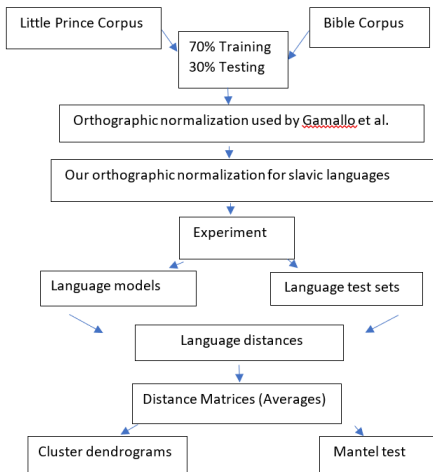 Little Prince Corpus
Bible Corpus
70% Training
30% Testing
Orthographic normalization used by Gamallo et al.
Our orthographic normalization for slavic languages
Experiment
Language models
Language test sets
Language distances
Distance Matrices (Averages)
Cluster dendrograms
Mantel test